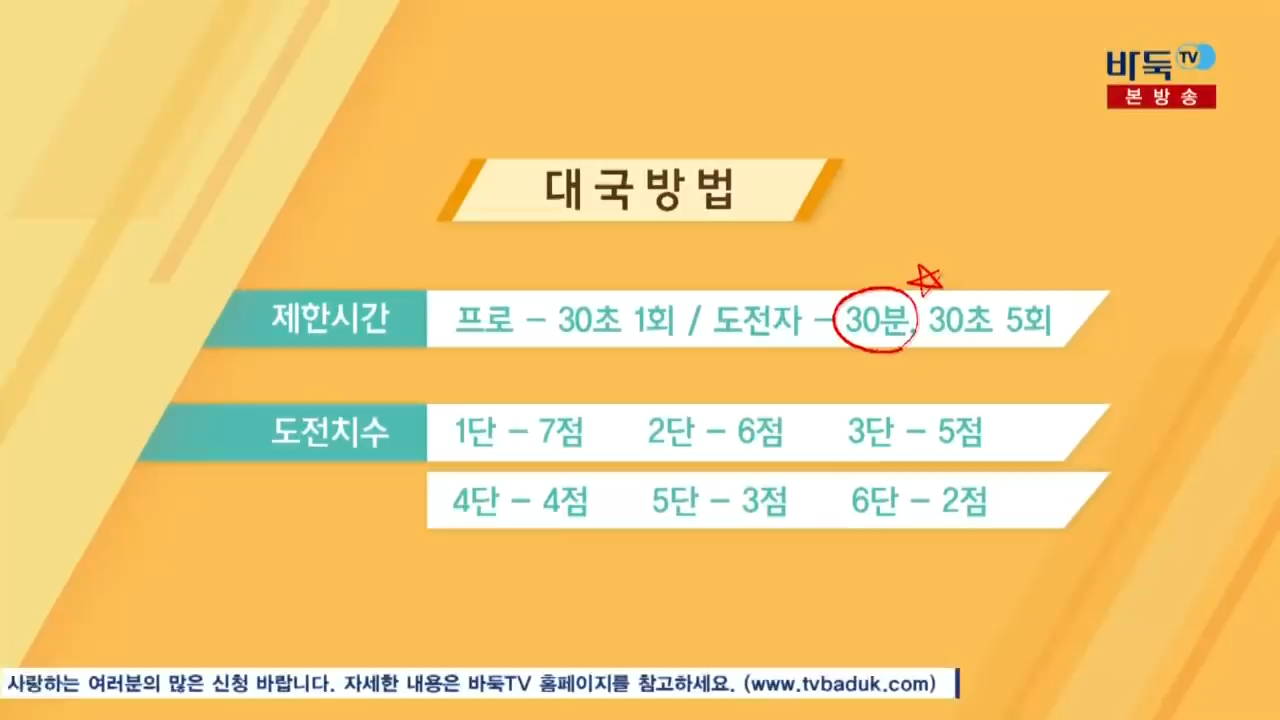 바둑TV
본방송
대국방법
제한시간 프로 - 30초 1회 / 도전자 - 30분, 30초 5회
도전치수 1단 - 7점 2단 - 6점 3단 - 5점
4단 - 4점 5단 - 3점 6단 - 2점
사랑하는 여러분의 많은 신청 바랍니다. 자세한 내용은 바둑TV 홈페이지를 참고하세요. (www.tvbaduk.com)